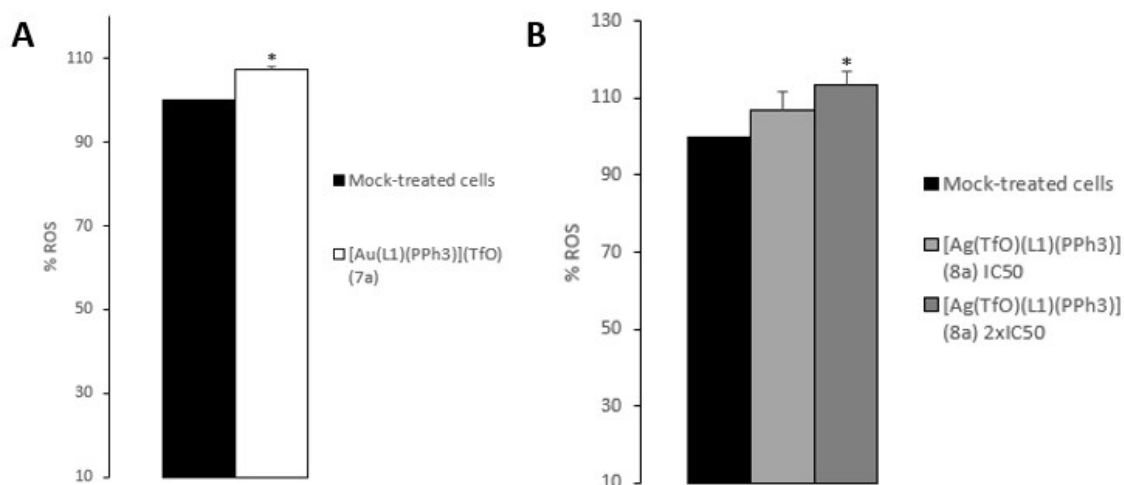 A
110
90
70
50
30
10
% ROS
*
Mock-treated cells
[Au(L1)(PPh3)](TfO)
(7a)
B
130
110
90
70
50
30
10
% ROS
*
Mock-treated cells
[Ag(TfO)(L1)(PPh3)]
(8a) IC50
[Ag(TfO)(L1)(PPh3)]
(8a) 2xIC50